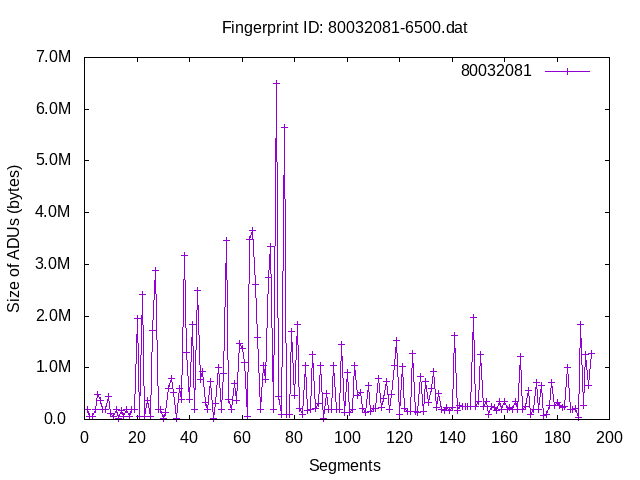 Fingerprint ID: 80032081-6500.dat
80032081
Size of ADUs (bytes)
7.0M
6.0M
5.0M
4.0M
3.0M
2.0M
1.0M
0.0
0 20 40 60 80 100 120 140 160 180 200
Segments